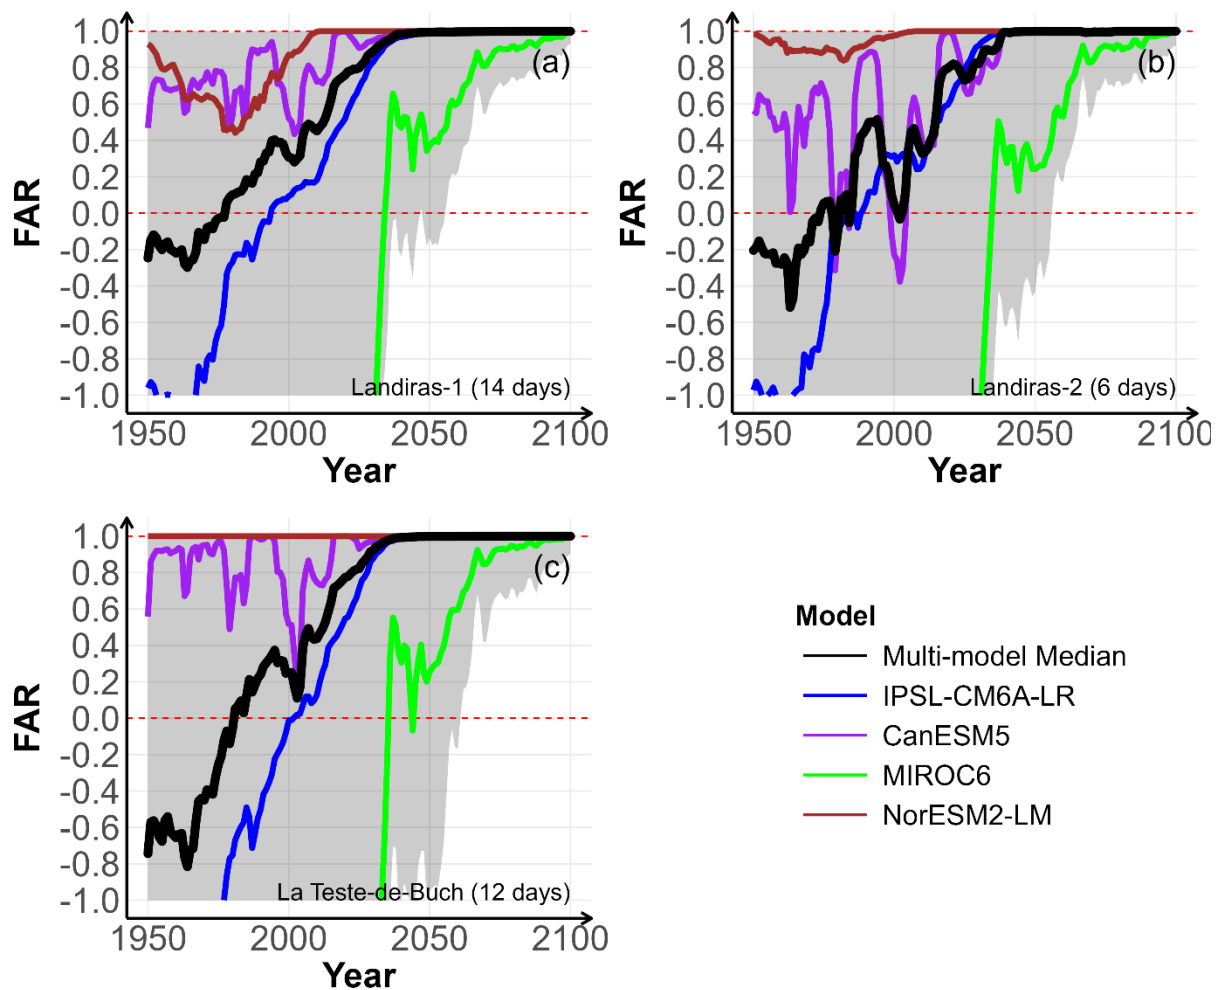 FAR
1.0
0.8
0.6
0.4
0.2
0.0
-0.2
-0.4
-0.6
-0.8
-1.0
(a)
Landiras-1 (14 days)
1950 2000 2050 2100
Year
FAR
1.0
0.8
0.6
0.4
0.2
0.0
-0.2
-0.4
-0.6
-0.8
-1.0
(b)
Landiras-2 (6 days)
1950 2000 2050 2100
Year
FAR
1.0
0.8
0.6
0.4
0.2
0.0
-0.2
-0.4
-0.6
-0.8
-1.0
(c)
La Teste-de-Buch (12 days)
1950 2000 2050 2100
Year
Model
Multi-model Median
IPSL-CM6A-LR
CanESM5
MIROC6
NorESM2-LM